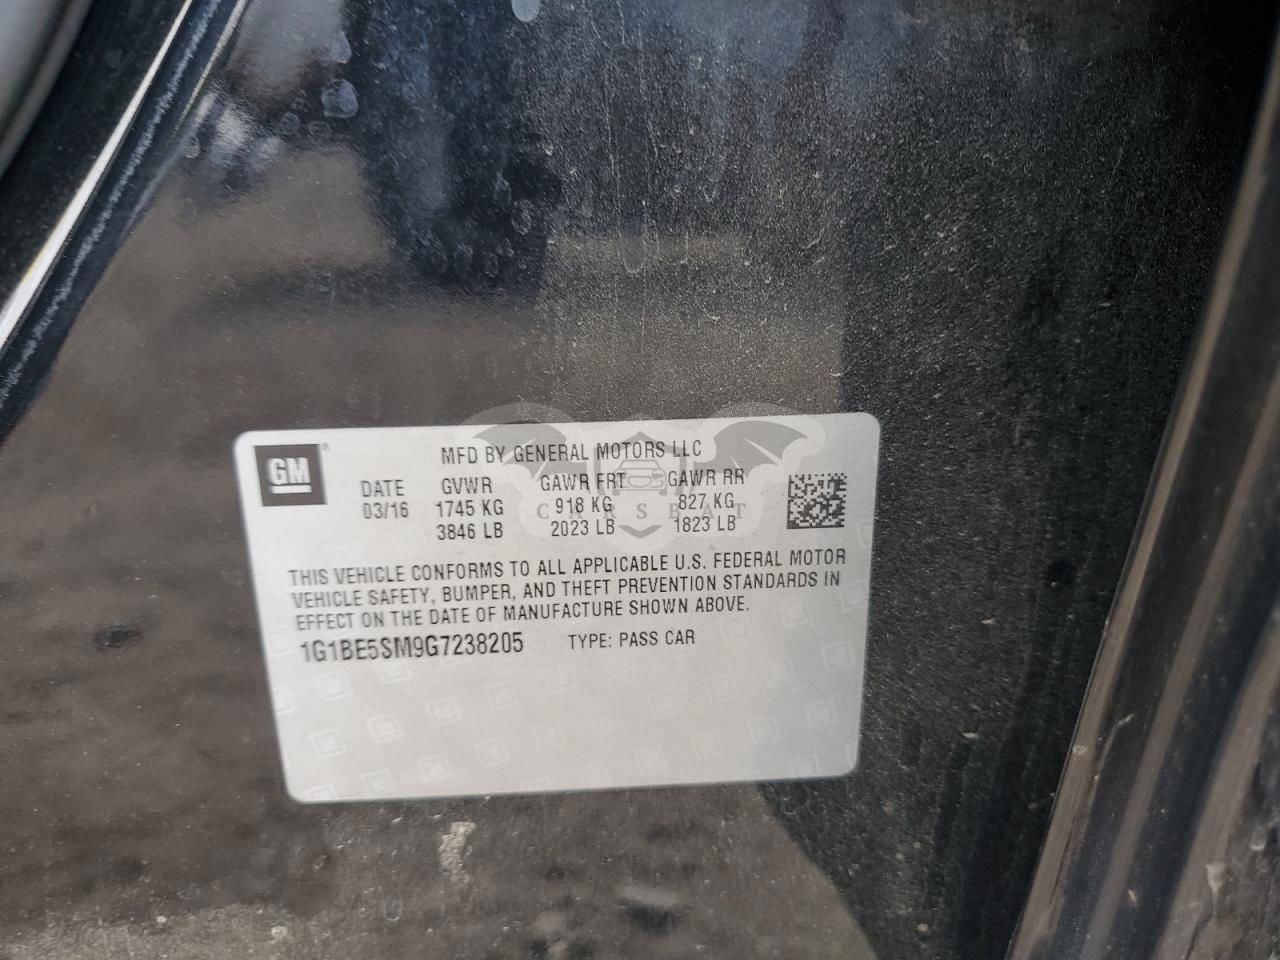 GM®
MFD BY GENERAL MOTORS LLC
DATE GVWR GAWR FRT GAWR RR
03/16 1745 KG 918 KG 827 KG
3846 LB 2023 LB 1823 LB
CARSBAT
THIS VEHICLE CONFORMS TO ALL APPLICABLE U.S. FEDERAL MOTOR
VEHICLE SAFETY, BUMPER, AND THEFT PREVENTION STANDARDS IN
EFFECT ON THE DATE OF MANUFACTURE SHOWN ABOVE.
1G1BE5SM9G7238205 TYPE: PASS CAR